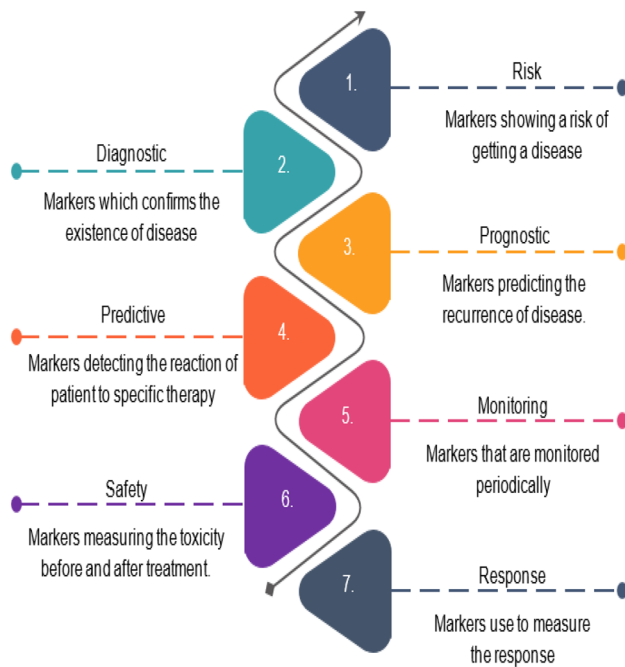 1.
Risk
Markers showing a risk of
getting a disease
2.
Diagnostic
Markers which confirms the
existence of disease
3.
Prognostic
Markers predicting the
recurrence of disease.
4.
Predictive
Markers detecting the reaction of
patient to specific therapy
5.
Monitoring
Markers that are monitored
periodically
6.
Safety
Markers measuring the toxicity
before and after treatment.
7.
Response
Markers use to measure
the response